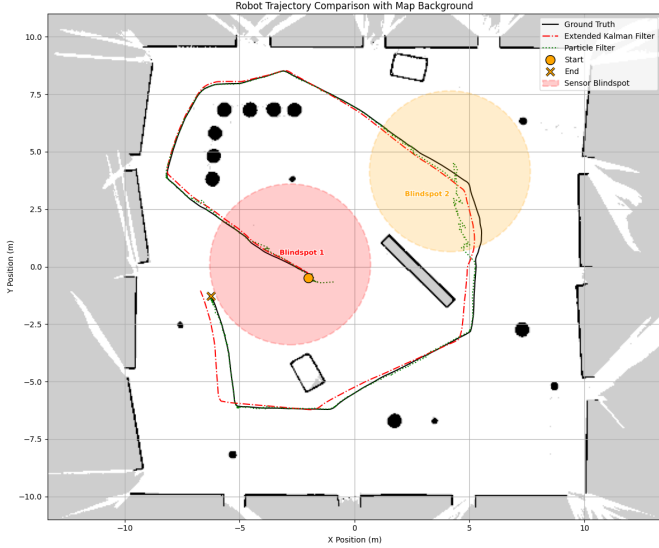 Robot Trajectory Comparison with Map Background
Ground Truth
Extended Kalman Filter
Particle Filter
Start
End
Sensor Blindspot
Blindspot 2
Blindspot 1
Y Position (m)
10.0
7.5
5.0
2.5
0.0
−2.5
−5.0
−7.5
−10.0
−10
−5
0
5
10
X Position (m)